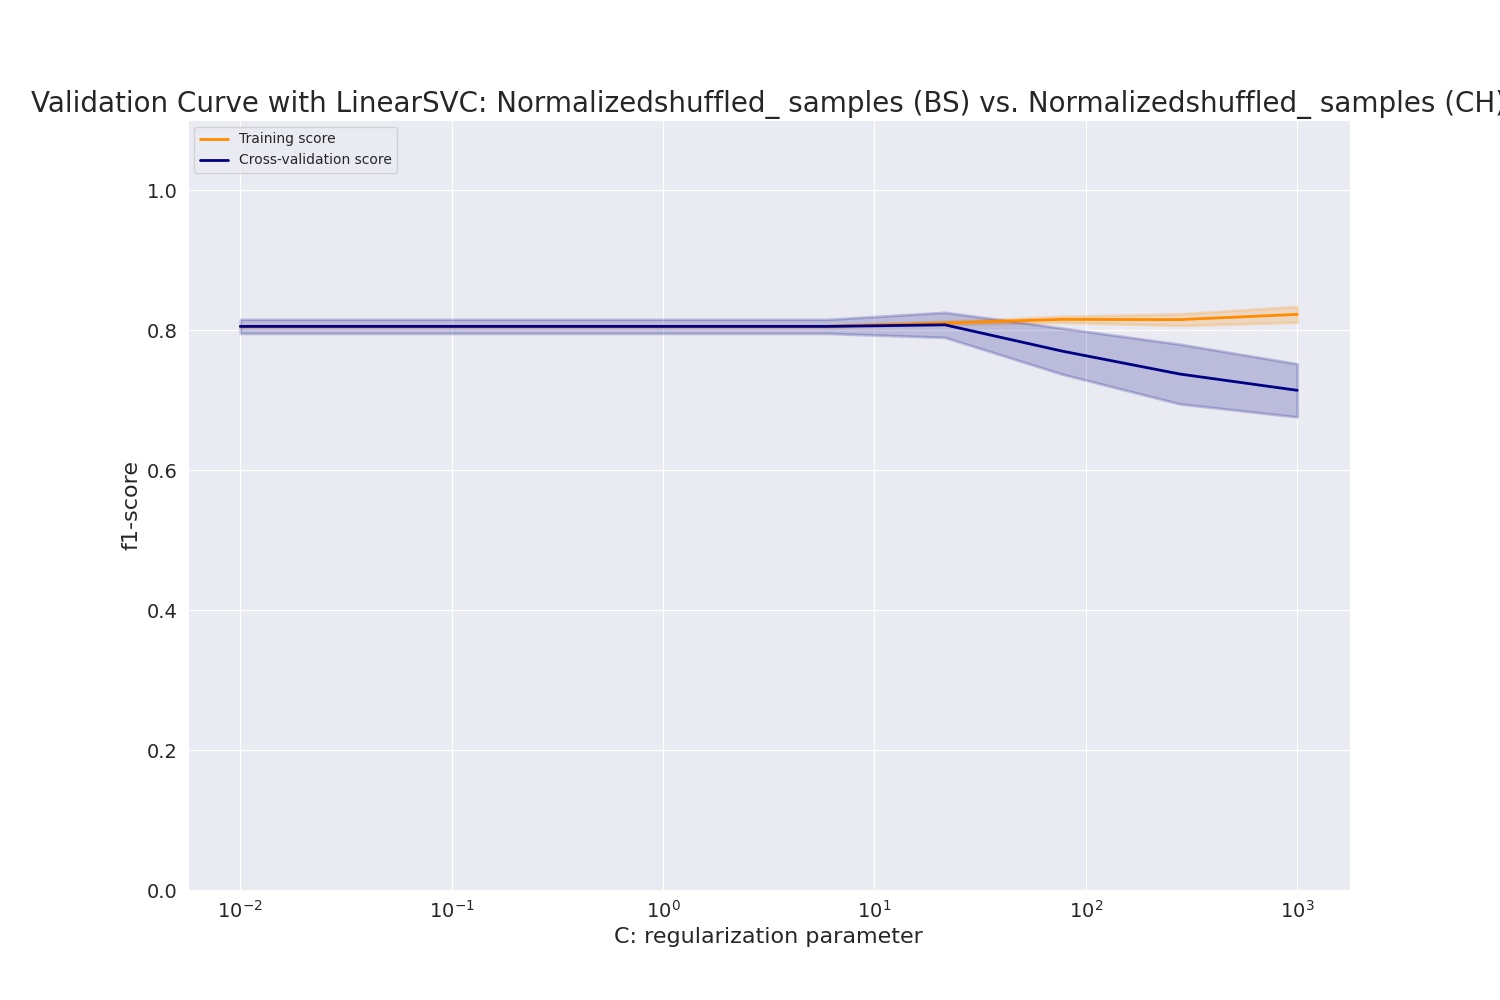 Validation Curve with LinearSVC: Normalizedshuffled_ samples (BS) vs. Normalizedshuffled_ samples (CH)
Training score
Cross-validation score
1.0
0.8
0.6
0.4
0.2
0.0
f1-score
10⁻² 10⁻¹ 10⁰ 10¹ 10² 10³
C: regularization parameter